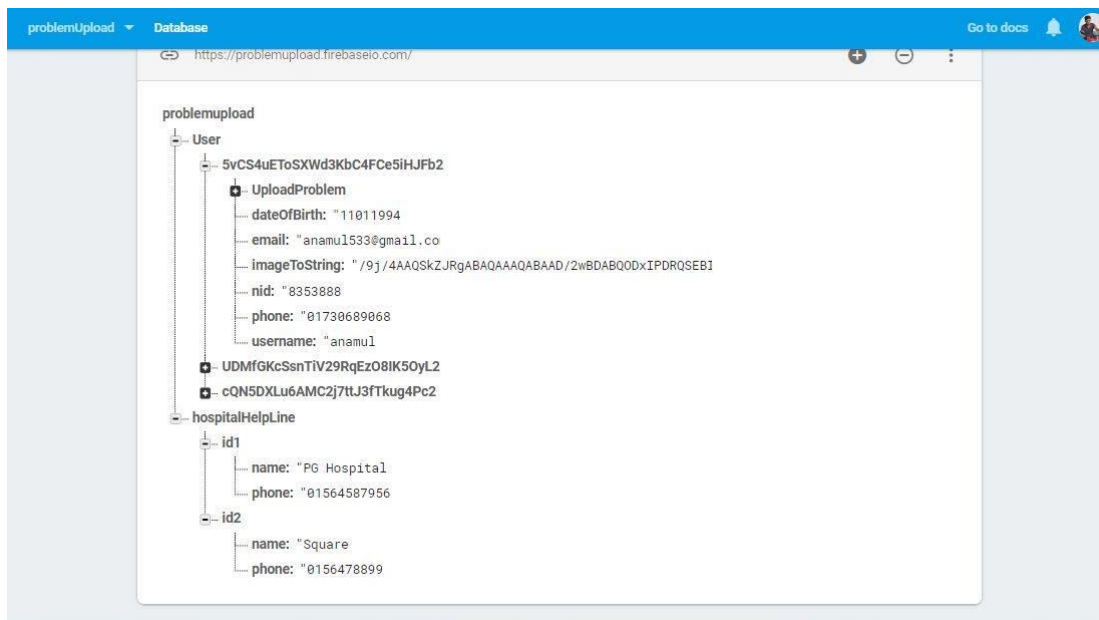 problemUpload Database Go to docs
https://problemupload.firebaseio.com/
problemupload
User
5vCS4uEToSXWd3KbC4FCe5iHJFb2
UploadProblem
dateOfBirth: "11011994
email: "anamul533@gmail.co
imageToString: "/9j/4AAQSkZJRgABAQAAAQABAAD/2wBDABQODxIPDRQSEBI
nid: "8353888
phone: "01730689068
username: "anamul
UDMfGKcSsnTiV29RqEzO8IK5OyL2
cQN5DXLu6AMC2j7ttJ3fTkug4Pc2
hospitalHelpLine
id1
name: "PG Hospital
phone: "01564587956
id2
name: "Square
phone: "0156478899